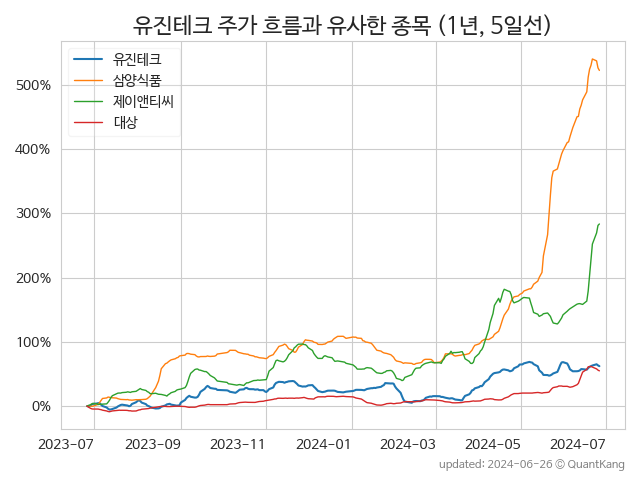 유진테크 주가 흐름과 유사한 종목 (1년, 5일선)
유진테크
삼양식품
제이앤티씨
대상
500%
400%
300%
200%
100%
0%
2023-07 2023-09 2023-11 2024-01 2024-03 2024-05 2024-07
updated: 2024-06-26 © QuantKang